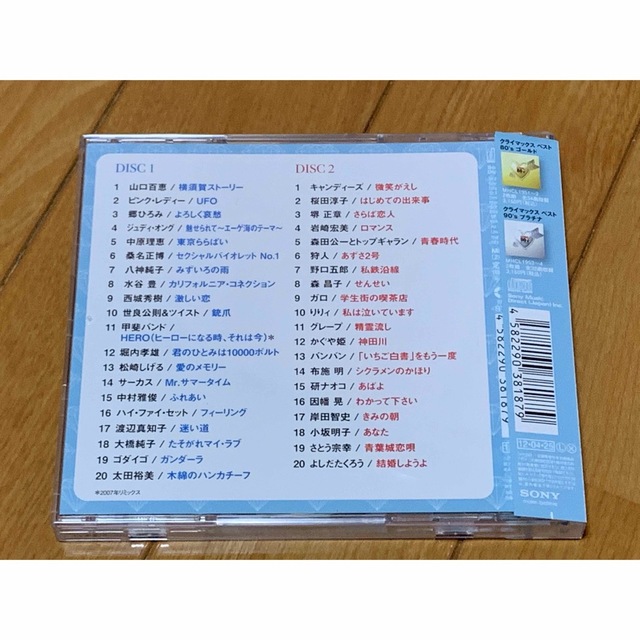 DISC 1
1 山口百恵 / 横須賀ストーリー
2 ピンク・レディー / UFO
3 郷ひろみ / よろしく哀愁
4 ジュディ・オング / 魅せられて～エーゲ海のテーマ～
5 中原理恵 / 東京ららばい
6 桑名正博 / セクシャルバイオレット No.1
7 八神純子 / みずいろの雨
8 水谷 豊 / カリフォルニア・コネクション
9 西城秀樹 / 激しい恋
10 世良公則&ツイスト / 銃爪
11 甲斐バンド /
HERO(ヒーローになる時、それは今)*
12 堀内孝雄 / 君のひとみは10000ボルト
13 松崎しげる / 愛のメモリー
14 サーカス / Mr.サマータイム
15 中村雅俊 / ふれあい
16 ハイ・ファイ・セット / フィーリング
17 渡辺真知子 / 迷い道
18 大橋純子 / たそがれマイ・ラブ
19 ゴダイゴ / ガンダーラ
20 太田裕美 / 木綿のハンカチーフ
*2007年リミックス
DISC 2
1 キャンディーズ / 微笑がえし
2 桜田淳子 / はじめての出来事
3 堺 正章 / さらば恋人
4 岩崎宏美 / ロマンス
5 森田公一とトップギャラン / 青春時代
6 狩人 / あずさ2号
7 野口五郎 / 私鉄沿線
8 森 昌子 / せんせい
9 ガロ / 学生街の喫茶店
10 りりィ / 私は泣いています
11 グレープ / 精霊流し
12 かぐや姫 / 神田川
13 バンバン / 「いちご白書」をもう一度
14 布施 明 / シクラメンのかほり
15 研ナオコ / あばよ
16 因幡 晃 / わかって下さい
17 岸田智史 / きみの朝
18 小坂明子 / あなた
19 さとう宗幸 / 青葉城恋唄
20 よしだたくろう / 結婚しようよ
クライマックス ベスト
80's ゴールド
クライマックス ベスト
90's プラチナ
Sony Music
Direct (Japan) Inc.
4 582290 381879
12・04・25
SONY